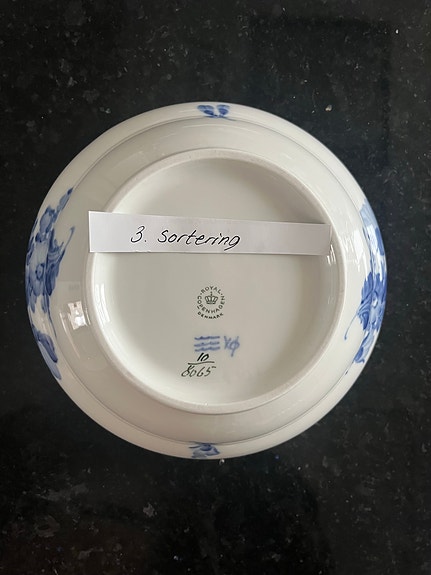 3. Sortering
ROYAL
COPENHAGEN
DENMARK
10
8065